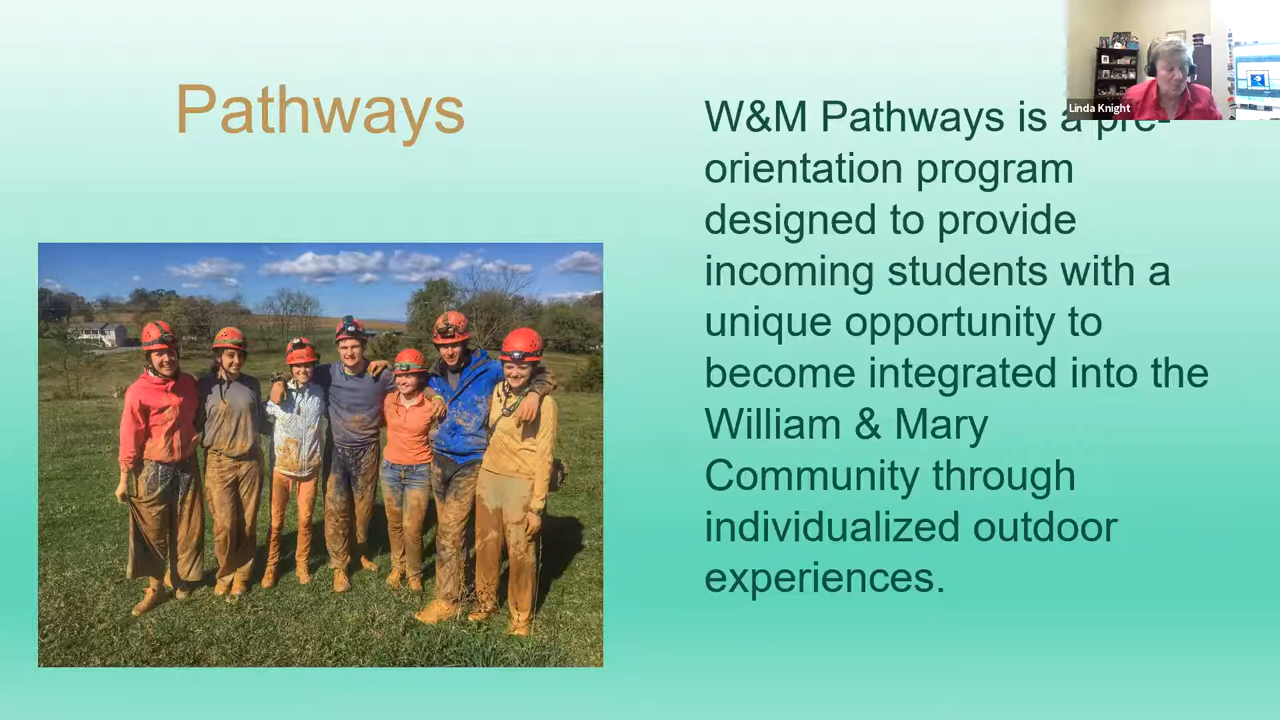 Pathways
Linda Knight
W&M Pathways is a pre-
orientation program
designed to provide
incoming students with a
unique opportunity to
become integrated into the
William & Mary
Community through
individualized outdoor
experiences.